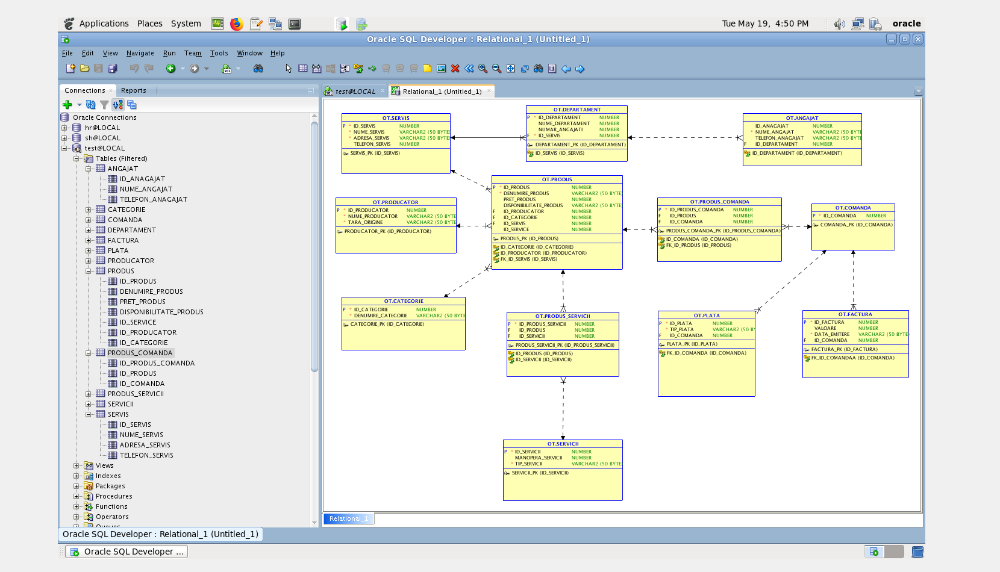 Applications Places System
Tue May 19, 4:50 PM
oracle
Oracle SQL Developer : Relational_1 (Untitled_1)
File Edit View Navigate Run Team Tools Window Help
Connections
Reports
test@LOCAL
Relational_1 (Untitled_1)
Oracle Connections
hr@LOCAL
sh@LOCAL
test@LOCAL
Tables (Filtered)
ANGAJAT
ID_ANAGAJAT
NUME_ANGAJAT
TELEFON_ANAGAJAT
CATEGORIE
COMANDA
DEPARTAMENT
FACTURA
PLATA
PRODUCATOR
PRODUS
ID_PRODUS
DENUMIRE_PRODUS
PRET_PRODUS
DISPONIBILITATE_PRODUS
ID_SERVICE
ID_PRODUCATOR
ID_CATEGORIE
PRODUS_COMANDA
ID_PRODUS_COMANDA
ID_PRODUS
ID_COMANDA
PRODUS_SERVICII
SERVICII
SERVIS
ID_SERVIS
NUME_SERVIS
ADRESA_SERVIS
TELEFON_SERVIS
Views
Indexes
Packages
Procedures
Functions
Operators
Queues
OT.SERVIS
P * ID_SERVIS NUMBER
* NUME_SERVIS VARCHAR2 (50 BYTE)
* ADRESA_SERVIS VARCHAR2 (50 BYTE)
TELEFON_SERVIS NUMBER
SERVIS_PK (ID_SERVIS)
OT.DEPARTAMENT
P * ID_DEPARTAMENT NUMBER
NUME_DEPARTAMENT NUMBER
NUMAR_ANGAJATI NUMBER
F * ID_SERVIS NUMBER
DEPARTAMENT_PK (ID_DEPARTAMENT)
ID_SERVIS (ID_SERVIS)
OT.ANGAJAT
ID_ANAGAJAT NUMBER
* NUME_ANGAJAT VARCHAR2 (50 BYTE
TELEFON_ANAGAJAT VARCHAR2 (50 BYTE
F ID_DEPARTAMENT NUMBER
ID_DEPARTAMENT (ID_DEPARTAMENT)
OT.PRODUCATOR
P * ID_PRODUCATOR NUMBER
* NUME_PRODUCATOR VARCHAR2 (50 BYTE
* TARA_ORIGINE VARCHAR2 (50 BYTE
PRODUCATOR_PK (ID_PRODUCATOR)
OT.PRODUS
P * ID_PRODUS NUMBER
* DENUMIRE_PRODUS VARCHAR2 (50 BYTE)
PRET_PRODUS NUMBER
DISPONIBILITATE_PRODUS VARCHAR2 (50 BYTE)
F ID_PRODUCATOR NUMBER
F ID_CATEGORIE NUMBER
F ID_SERVIS NUMBER
ID_SERVICE NUMBER
PRODUS_PK (ID_PRODUS)
ID_CATEGORIE (ID_CATEGORIE)
ID_PRODUCATOR (ID_PRODUCATOR)
FK_ID_SERVIS (ID_SERVIS)
OT.PRODUS_COMANDA
P * ID_PRODUS_COMANDA NUMBER
F ID_PRODUS NUMBER
F ID_COMANDA NUMBER
PRODUS_COMANDA_PK (ID_PRODUS_COMANDA)
ID_COMANDA (ID_COMANDA)
FK_ID_PRODUS (ID_PRODUS)
OT.COMANDA
P * ID_COMANDA NUMBER
COMANDA_PK (ID_COMANDA)
OT.CATEGORIE
P * ID_CATEGORIE NUMBER
* DENUMIRE_CATEGORIE VARCHAR2 (50 BYTE
CATEGORIE_PK (ID_CATEGORIE)
OT.PRODUS_SERVICII
P * ID_PRODUS_SERVICII NUMBER
F ID_PRODUS NUMBER
F ID_SERVICII NUMBER
PRODUS_SERVICII_PK (ID_PRODUS_SERVICII)
ID_PRODUS (ID_PRODUS)
ID_SERVICII (ID_SERVICII)
OT.PLATA
P * ID_PLATA NUMBER
* TIP_PLATA VARCHAR2 (50 BY
F ID_COMANDA NUMBER
PLATA_PK (ID_PLATA)
FK_ID_COMANDA (ID_COMANDA)
OT.FACTURA
P * ID_FACTURA NUMBER
VALOARE NUMBER
* DATA_EMITERE VARCHAR2 (50 BYTE)
F ID_COMANDA NUMBER
FACTURA_PK (ID_FACTURA)
FK_ID_COMANDAA (ID_COMANDA)
OT.SERVICII
P * ID_SERVICII NUMBER
MANOPERA_SERVICII NUMBER
* TIP_SERVICII VARCHAR2 (50 BYTE)
SERVICII_PK (ID_SERVICII)
Relational_1
Oracle SQL Developer : Relational_1 (Untitled_1)
Oracle SQL Developer ...